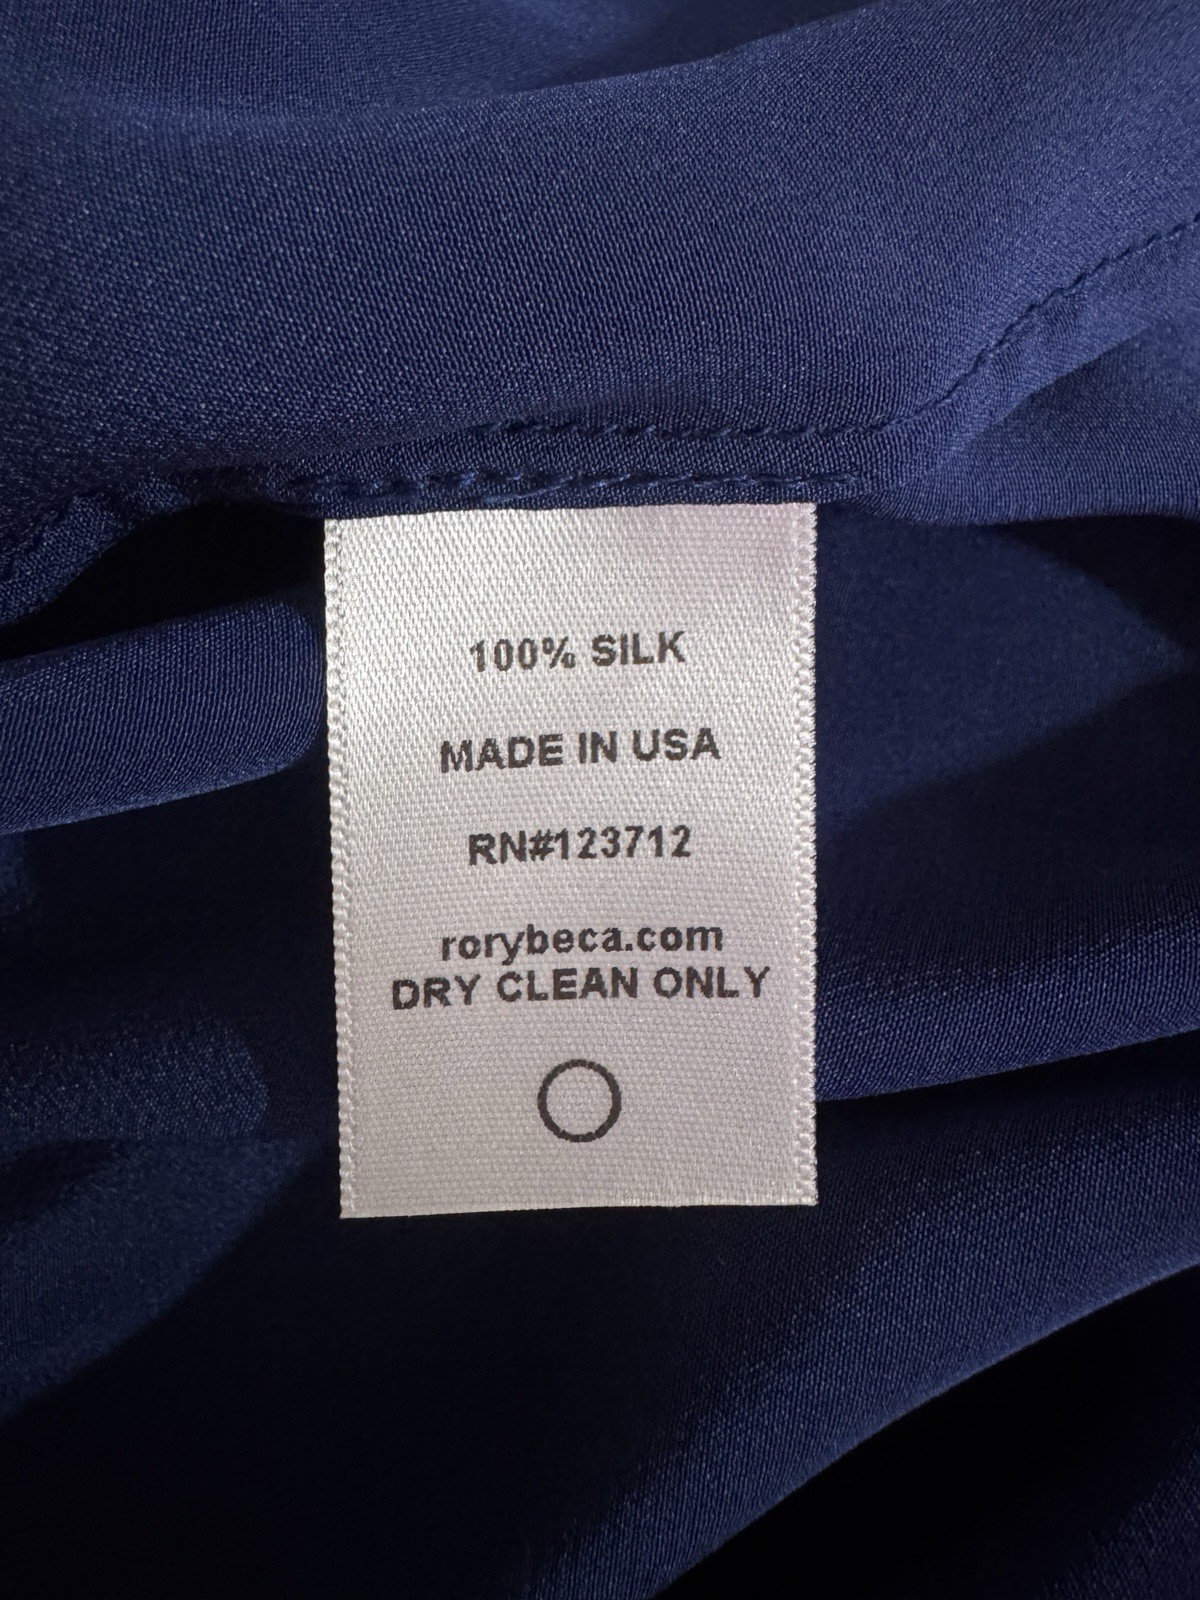 100% SILK
MADE IN USA
RN#123712
rorybeca.com
DRY CLEAN ONLY